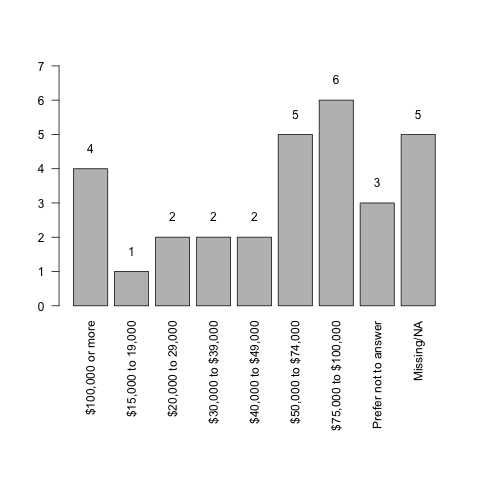 7
6
5
4
3
2
1
0
4
1
2
2
2
5
6
3
5
$100,000 or more
$15,000 to 19,000
$20,000 to 29,000
$30,000 to $39,000
$40,000 to $49,000
$50,000 to $74,000
$75,000 to $100,000
Prefer not to answer
Missing/NA